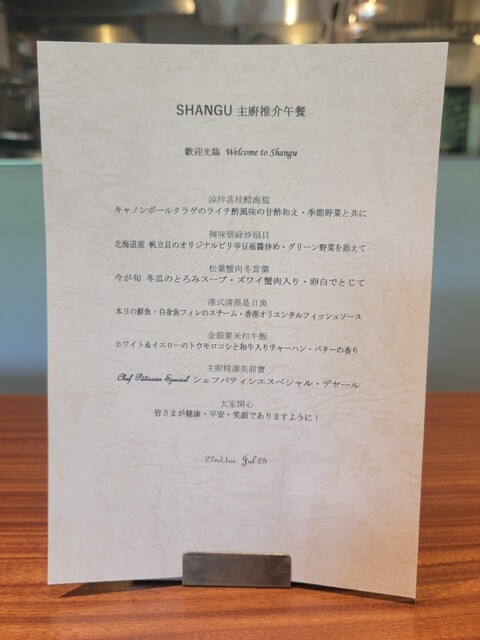 SHANGU 主廚推介午餐
歡迎光臨 Welcome to Shangu
涼拌荔枝醋海蜇
キャノンボールクラゲのライチ酢風味の甘酢和え・季節野菜と共に
辣味碧綠炒扇貝
北海道産 帆立貝のオリジナルピリ辛豆板醬炒め・グリーン野菜を添えて
松葉蟹肉冬茸羹
今が旬 冬瓜のとろみスープ・ズワイ蟹肉入り・卵白でとじて
港式清蒸是日魚
本日の鮮魚・白身魚フィレのスチーム・香港オリエンタルフィッシュソース
金銀粟米和牛飯
ホワイト＆イエローのトウモロコシと和牛入りチャーハン・バターの香り
主廚精選美甜寶
Chef Pâtissier Special シェフパティシエスペシャル・デセール
大家開心
皆さまが健康・平安・笑顔でありますように！
22nd.tue. Jul'25